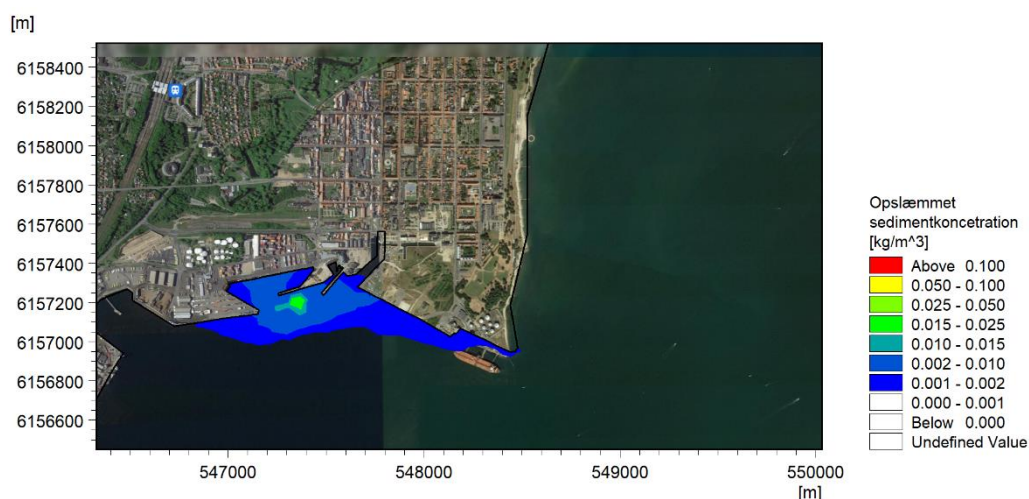 [m]
6158400
6158200
6158000
6157800
6157600
6157400
6157200
6157000
6156800
6156600
547000
548000
549000
550000
[m]
Opslæmmet
sedimentkoncetration
[kg/m^3]
Above 0.100
0.050 - 0.100
0.025 - 0.050
0.015 - 0.025
0.010 - 0.015
0.002 - 0.010
0.001 - 0.002
0.000 - 0.001
Below 0.000
Undefined Value